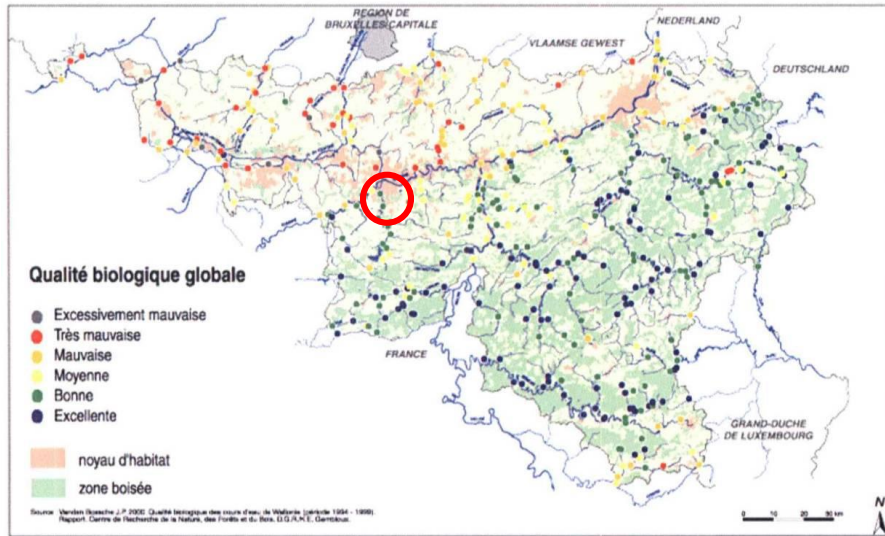 REGION DE
BRUXELLES CAPITALE
VLAAMSE GEWEST
NEDERLAND
DEUTSCHLAND
Qualité biologique globale
Excessivement mauvaise
Très mauvaise
Mauvaise
Moyenne
Bonne
Excellente
FRANCE
GRAND-DUCHE
DE LUXEMBOURG
noyau d'habitat
zone boisée
Source Vanden Bossche J.P. 2000. Qualité biologique des cours d'eau de Wallonie (période 1994 - 1999).
Rapport. Centre de Recherche de la Nature, des Forêts et du Bois, D.G.R.N.E, Gembloux.
0 10 20 30 km
N